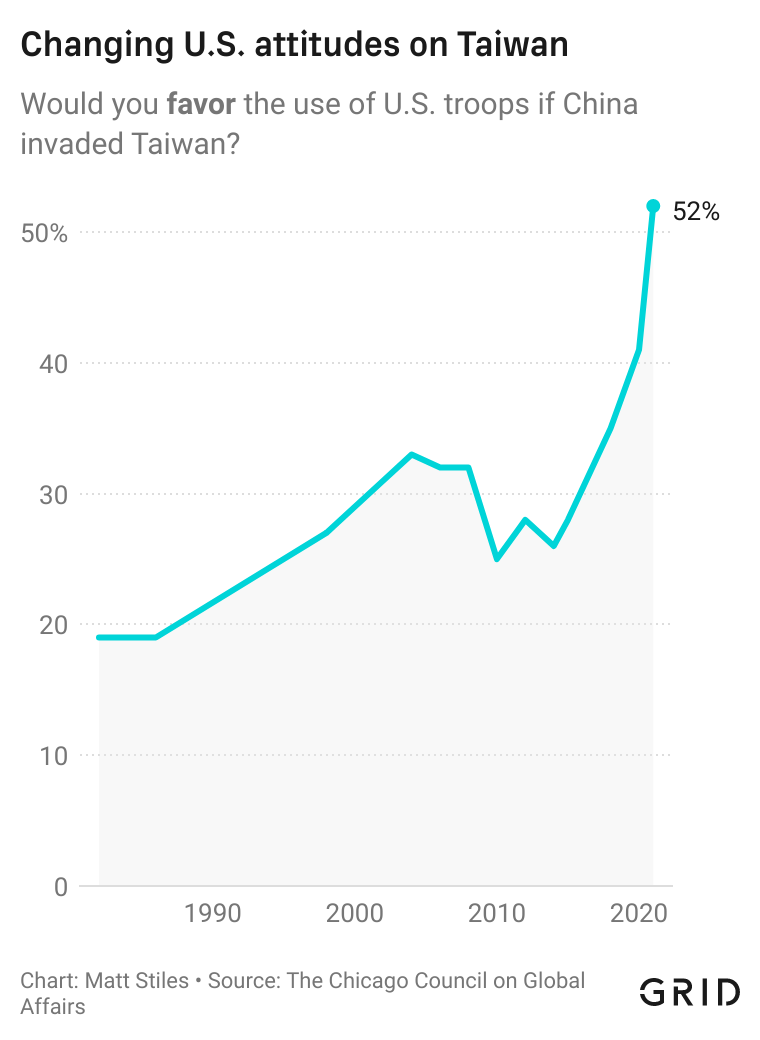 Changing U.S. attitudes on Taiwan
Would you favor the use of U.S. troops if China
invaded Taiwan?
52%
50%
40
30
20
10
0
1990
2000
2010
2020
Chart: Matt Stiles • Source: The Chicago Council on Global
Affairs
GRID